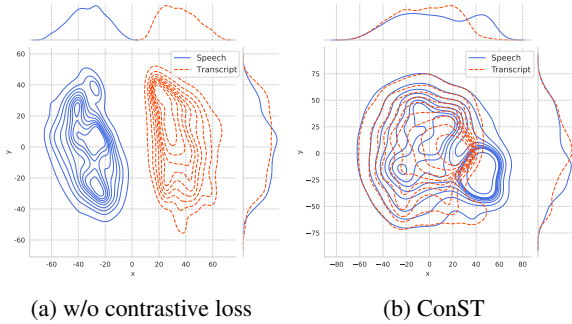 Speech
Transcript
60
40
20
0
−20
−40
−60
y
−60 −40 −20 0 20 40 60
x
(a) w/o contrastive loss
Speech
Transcript
75
50
25
0
−25
−50
−75
y
−80 −60 −40 −20 0 20 40 60 80
x
(b) ConST